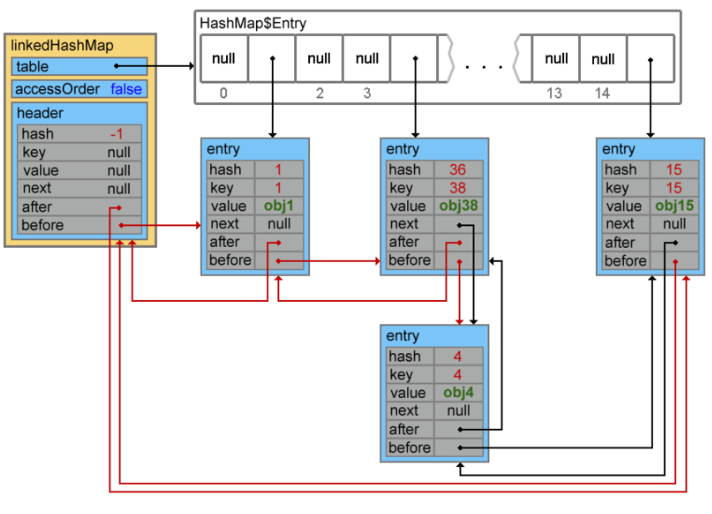 HashMap$Entry
linkedHashMap
table
null null null . . . null null
0 2 3 13 14
accessOrder false
header
hash -1
key null
value null
next null
after
before
entry
hash 1
key 1
value obj1
next null
after
before
entry
hash 36
key 38
value obj38
next
after
before
entry
hash 15
key 15
value obj15
next null
after
before
entry
hash 4
key 4
value obj4
next null
after
before